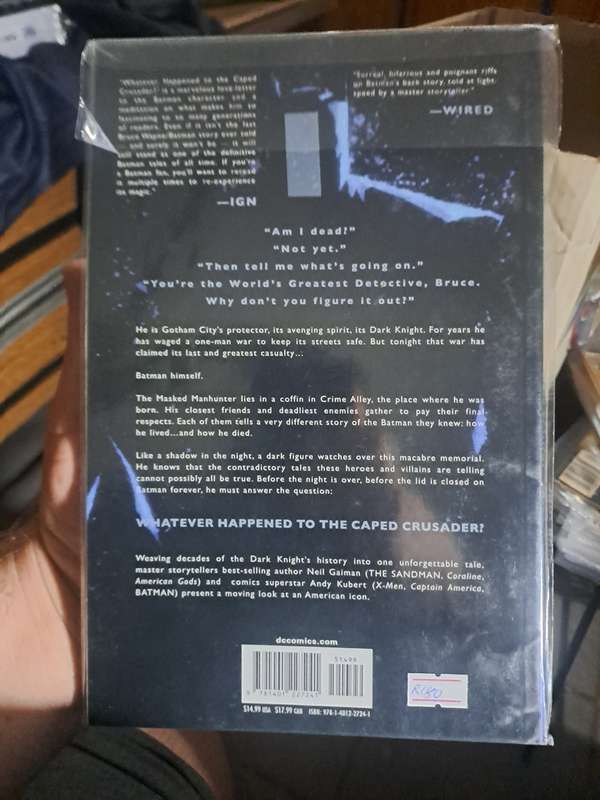 "Whatever Happened to the Caped
Crusader? is a marvelous love-letter
to the Batman character and a
meditation on what makes him so
fascinating to so many generations
of readers. Even if it isn't the last
Bruce Wayne/Batman story ever told
— and surely it won't be — it will
still stand as one of the definitive
Batman tales of all time. If you're
a Batman fan, you'll want to reread
it multiple times to re-experience
its magic."
—IGN
"Surreal, hilarious and poignant riffs
on Batman's back story, told at light
speed by a master storyteller."
—WIRED
"Am I dead?"
"Not yet."
"Then tell me what's going on."
"You're the World's Greatest Detective, Bruce.
Why don't you figure it out?"
He is Gotham City's protector, its avenging spirit, its Dark Knight. For years he
has waged a one-man war to keep its streets safe. But tonight that war has
claimed its last and greatest casualty...
Batman himself.
The Masked Manhunter lies in a coffin in Crime Alley, the place where he was
born. His closest friends and deadliest enemies gather to pay their final
respects. Each of them tells a very different story of the Batman they knew: how
he lived...and how he died.
Like a shadow in the night, a dark figure watches over this macabre memorial.
He knows that the contradictory tales these heroes and villains are telling
cannot possibly all be true. Before the night is over, before the lid is closed on
Batman forever, he must answer the question:
WHATEVER HAPPENED TO THE CAPED CRUSADER?
Weaving decades of the Dark Knight's history into one unforgettable tale,
master storytellers best-selling author Neil Gaiman (THE SANDMAN, Coraline,
American Gods) and comics superstar Andy Kubert (X-Men, Captain America,
BATMAN) present a moving look at an American icon.
dccomics.com
51499
9 781401 227241
$14.99 USA $17.99 CAN ISBN: 978-1-4012-2724-1
R180